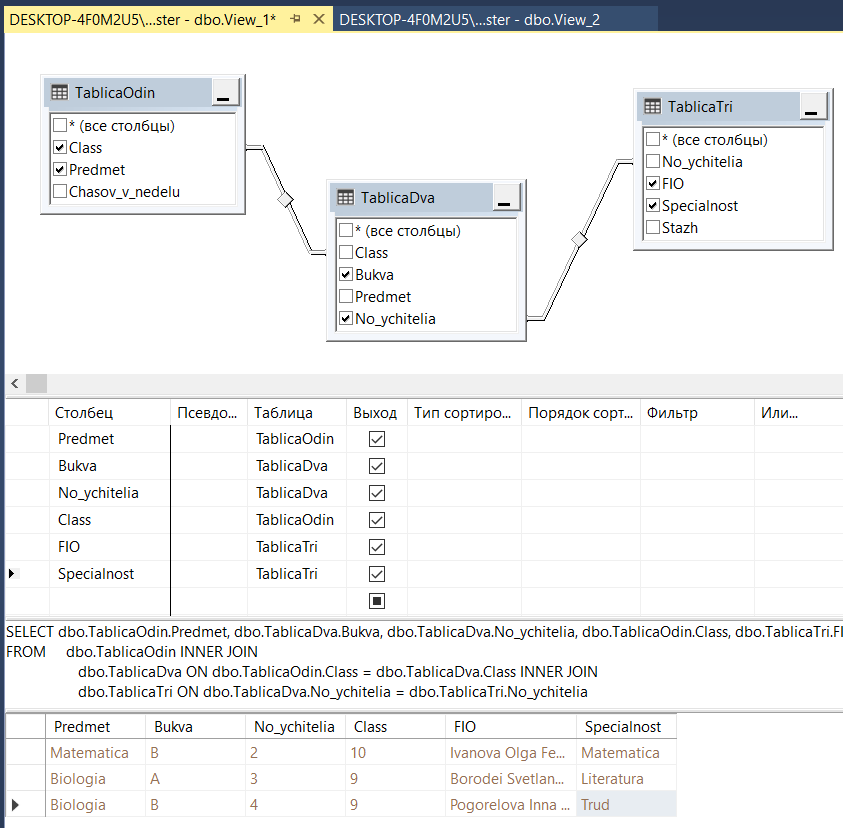 DESKTOP-4F0M2U5\...ster - dbo.View_1*
DESKTOP-4F0M2U5\...ster - dbo.View_2
TablicaOdin
* (все столбцы)
Class
Predmet
Chasov_v_nedelu
TablicaDva
* (все столбцы)
Class
Bukva
Predmet
No_ychitelia
TablicaTri
* (все столбцы)
No_ychitelia
FIO
Specialnost
Stazh
Столбец Псевдо... Таблица Выход Тип сортиро... Порядок сорт... Фильтр Или...
Predmet TablicaOdin
Bukva TablicaDva
No_ychitelia TablicaDva
Class TablicaOdin
FIO TablicaTri
Specialnost TablicaTri
SELECT dbo.TablicaOdin.Predmet, dbo.TablicaDva.Bukva, dbo.TablicaDva.No_ychitelia, dbo.TablicaOdin.Class, dbo.TablicaTri.FI
FROM dbo.TablicaOdin INNER JOIN
dbo.TablicaDva ON dbo.TablicaOdin.Class = dbo.TablicaDva.Class INNER JOIN
dbo.TablicaTri ON dbo.TablicaDva.No_ychitelia = dbo.TablicaTri.No_ychitelia
Predmet Bukva No_ychitelia Class FIO Specialnost
Matematica B 2 10 Ivanova Olga Fe... Matematica
Biologia A 3 9 Borodei Svetlan... Literatura
Biologia B 4 9 Pogorelova Inna ... Trud